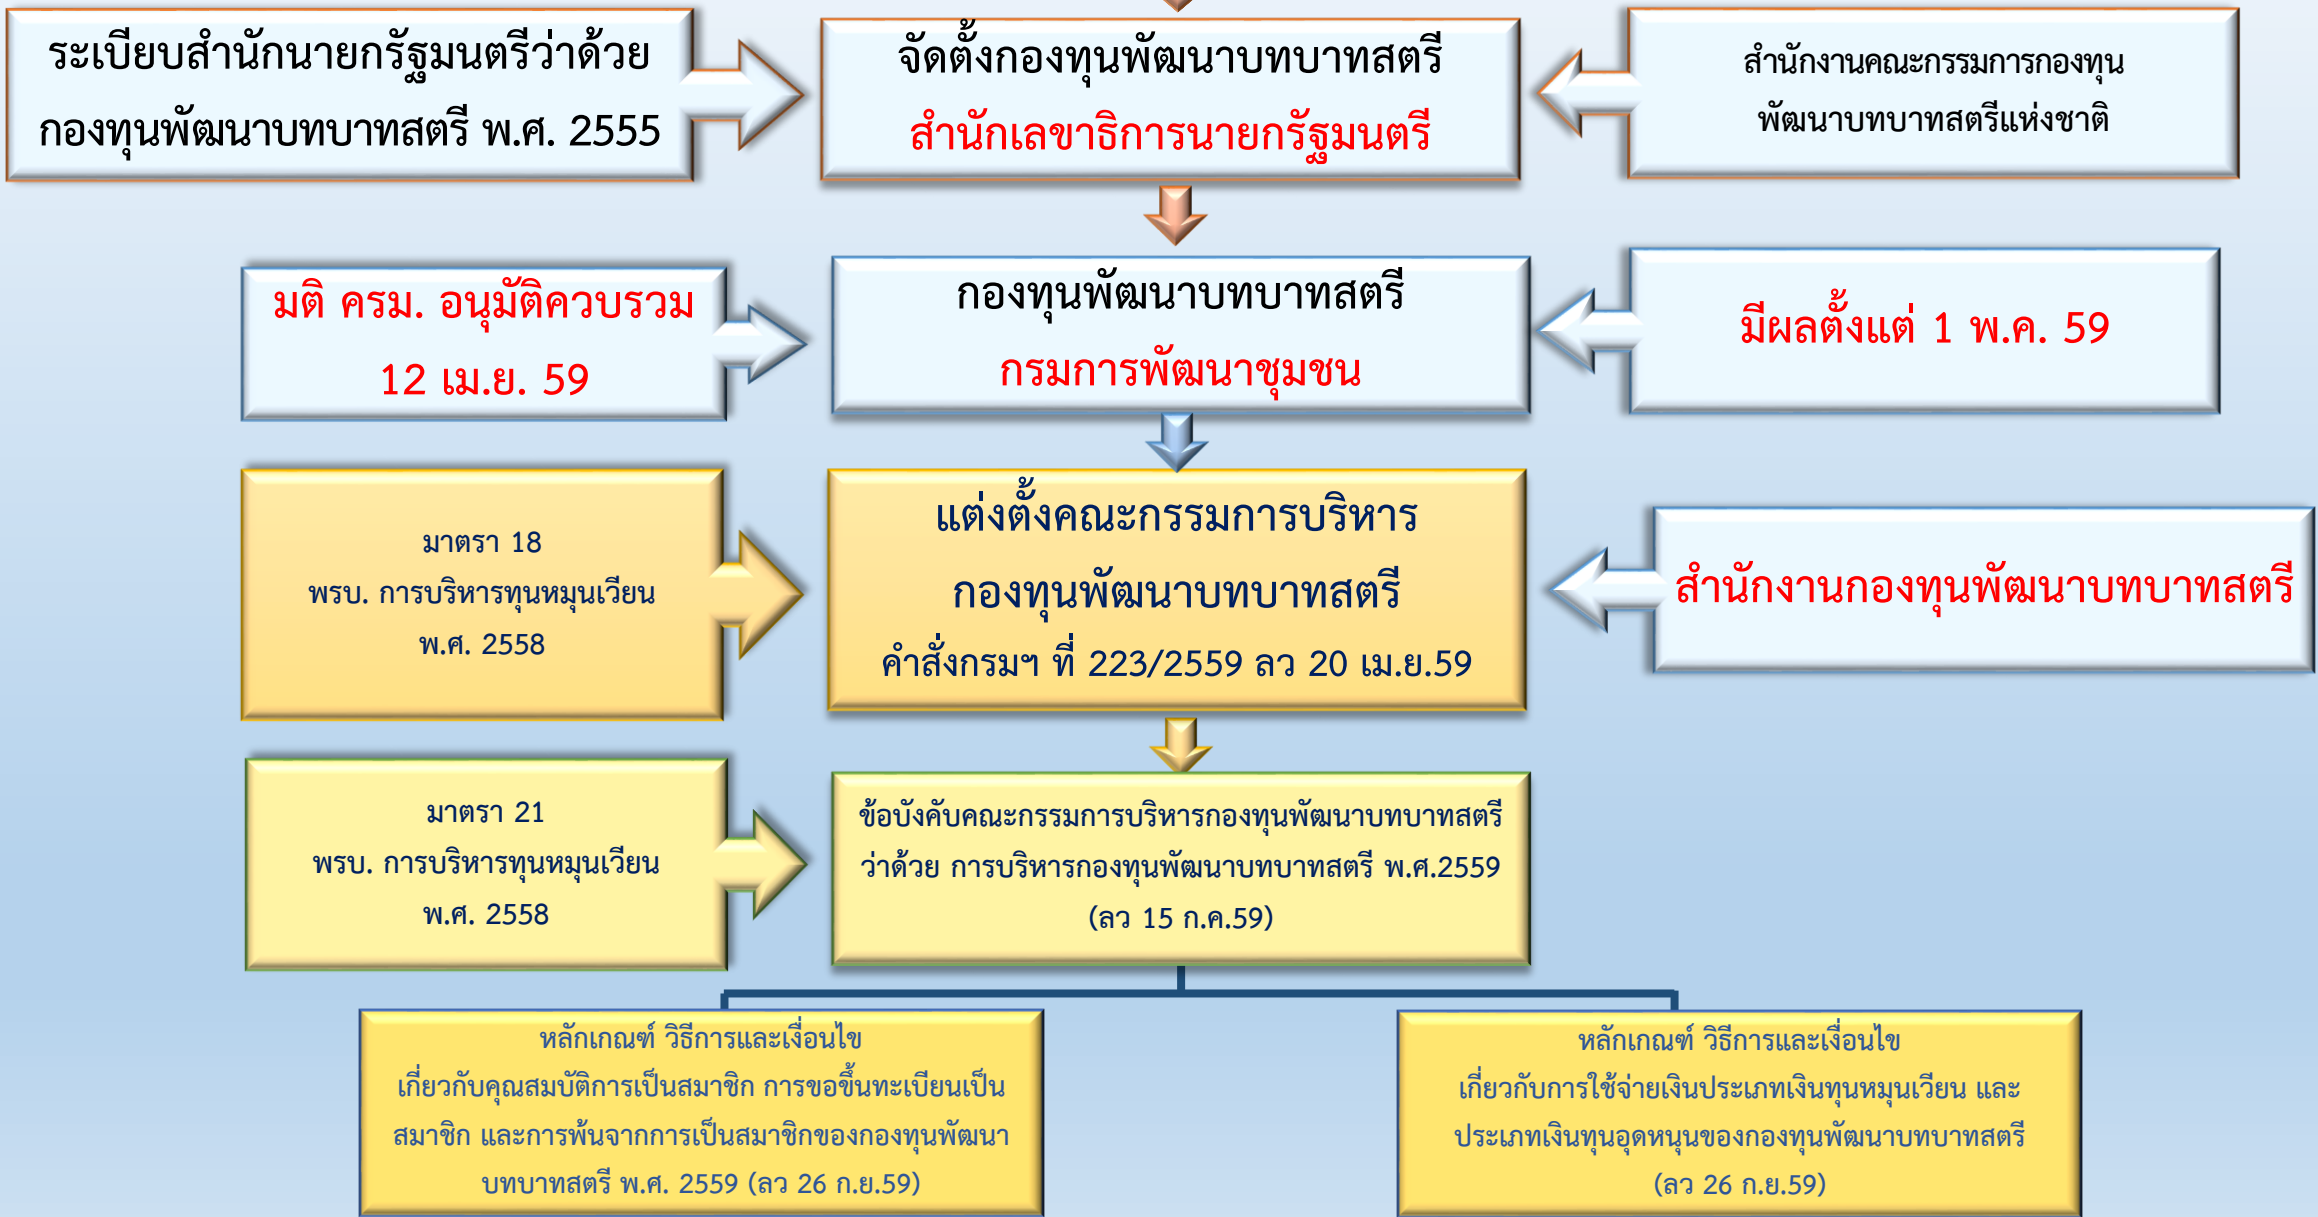 ระเบียบสำนักนายกรัฐมนตรีว่าด้วย
กองทุนพัฒนาบทบาทสตรี พ.ศ. 2555
จัดตั้งกองทุนพัฒนาบทบาทสตรี
สำนักเลขาธิการนายกรัฐมนตรี
สำนักงานคณะกรรมการกองทุน
พัฒนาบทบาทสตรีแห่งชาติ
มติ ครม. อนุมัติควบรวม
12 เม.ย. 59
กองทุนพัฒนาบทบาทสตรี
กรมการพัฒนาชุมชน
มีผลตั้งแต่ 1 พ.ค. 59
มาตรา 18
พรบ. การบริหารทุนหมุนเวียน
พ.ศ. 2558
แต่งตั้งคณะกรรมการบริหาร
กองทุนพัฒนาบทบาทสตรี
คำสั่งกรมฯ ที่ 223/2559 ลว 20 เม.ย.59
สำนักงานกองทุนพัฒนาบทบาทสตรี
มาตรา 21
พรบ. การบริหารทุนหมุนเวียน
พ.ศ. 2558
ข้อบังคับคณะกรรมการบริหารกองทุนพัฒนาบทบาทสตรี
ว่าด้วย การบริหารกองทุนพัฒนาบทบาทสตรี พ.ศ.2559
(ลว 15 ก.ค.59)
หลักเกณฑ์ วิธีการและเงื่อนไข
เกี่ยวกับคุณสมบัติการเป็นสมาชิก การขอขึ้นทะเบียนเป็น
สมาชิก และการพ้นจากการเป็นสมาชิกของกองทุนพัฒนา
บทบาทสตรี พ.ศ. 2559 (ลว 26 ก.ย.59)
หลักเกณฑ์ วิธีการและเงื่อนไข
เกี่ยวกับการใช้จ่ายเงินประเภทเงินทุนหมุนเวียน และ
ประเภทเงินทุนอุดหนุนของกองทุนพัฒนาบทบาทสตรี
(ลว 26 ก.ย.59)